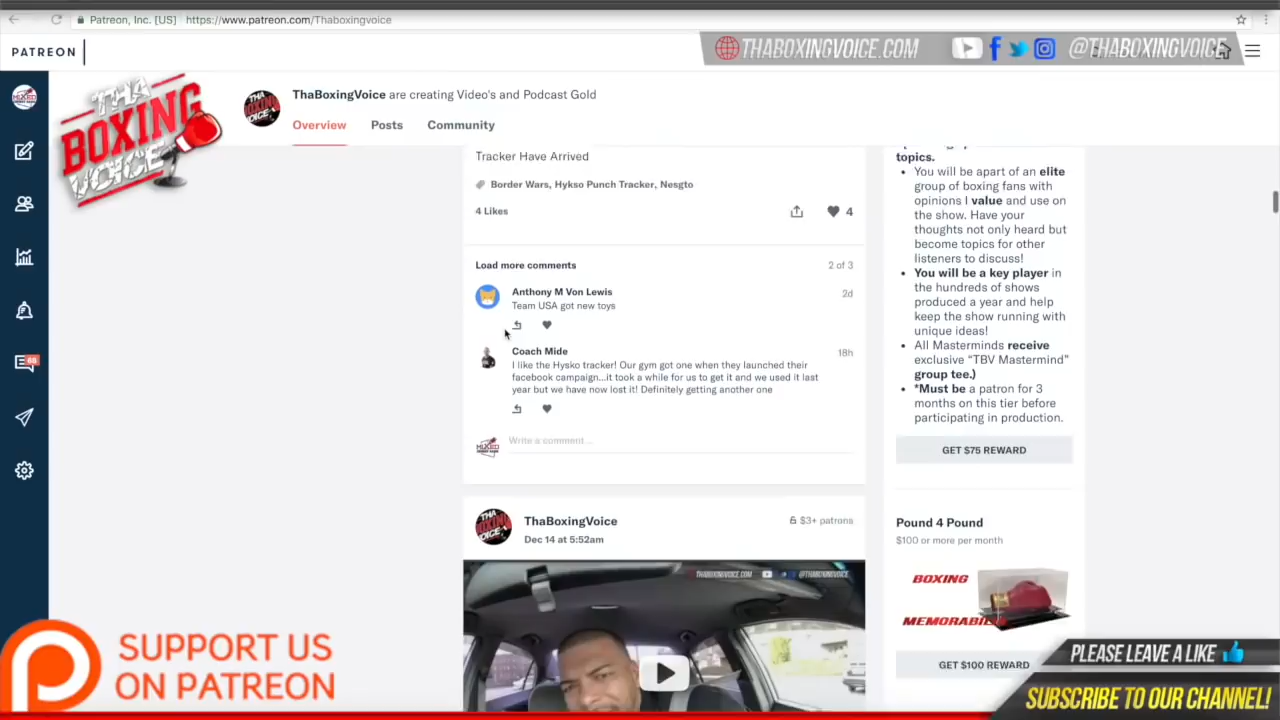 Patreon, Inc. [US] https://www.patreon.com/Thaboxingvoice
PATREON
THABOXINGVOICE.COM
@THABOXINGVOICE
THA
BOXING
VOICE
ThaBoxingVoice are creating Video's and Podcast Gold
Overview Posts Community
Tracker Have Arrived
Border Wars, Hykso Punch Tracker, Nesgto
4 Likes
4
Load more comments
2 of 3
Anthony M Von Lewis
2d
Team USA got new toys
Coach Mide
18h
I like the Hysko tracker! Our gym got one when they launched their
facebook campaign...it took a while for us to get it and we used it last
year but we have now lost it! Definitely getting another one
Write a comment...
ThaBoxingVoice
$3+ patrons
Dec 14 at 5:52am
THABOXINGVOICE.COM
@THABOXINGVOICE
topics.
• You will be apart of an elite
group of boxing fans with
opinions I value and use on
the show. Have your
thoughts not only heard but
become topics for other
listeners to discuss!
• You will be a key player in
the hundreds of shows
produced a year and help
keep the show running with
unique ideas!
• All Masterminds receive
exclusive “TBV Mastermind”
group tee.)
• *Must be a patron for 3
months on this tier before
participating in production.
GET $75 REWARD
Pound 4 Pound
$100 or more per month
BOXING
GET $100 REWARD
SUPPORT US
ON PATREON
PLEASE LEAVE A LIKE
SUBSCRIBE TO OUR CHANNEL!